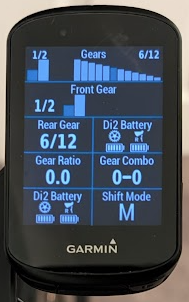 1/2 Gears 6/12
Front Gear
1/2
Rear Gear Di2 Battery
6/12
Gear Ratio Gear Combo
0.0 0-0
Di2 Battery Shift Mode
M
GARMIN